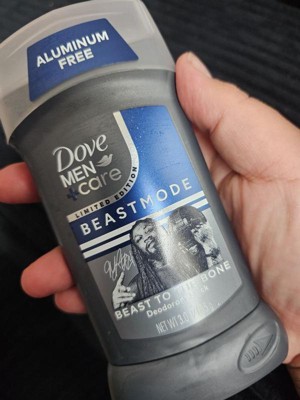 ALUMINUM
FREE
Dove
MEN
+care
LIMITED EDITION
BEASTMODE
BEAST TO THE BONE
Deodorant
NET WT